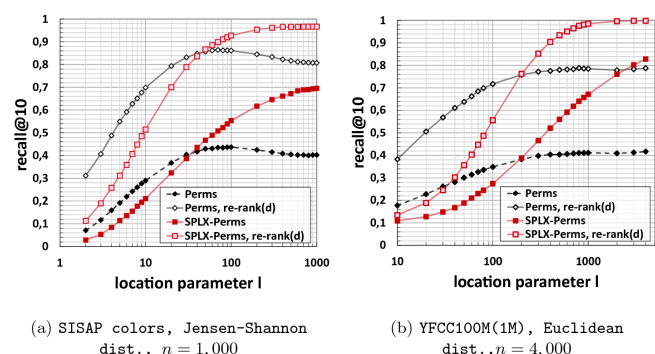 1
0,9
0,8
0,7
0,6
0,5
0,4
0,3
0,2
0,1
0
recall@10
1 10 100 1000
location parameter l
Perms
Perms, re-rank(d)
SPLX-Perms
SPLX-Perms, re-rank(d)
(a) SISAP colors, Jensen-Shannon
dist., n = 1,000
1
0,9
0,8
0,7
0,6
0,5
0,4
0,3
0,2
0,1
0
recall@10
10 100 1000
location parameter l
Perms
Perms, re-rank(d)
SPLX-Perms
SPLX-Perms, re-rank(d)
(b) YFCC100M(1M), Euclidean
dist., n = 4,000